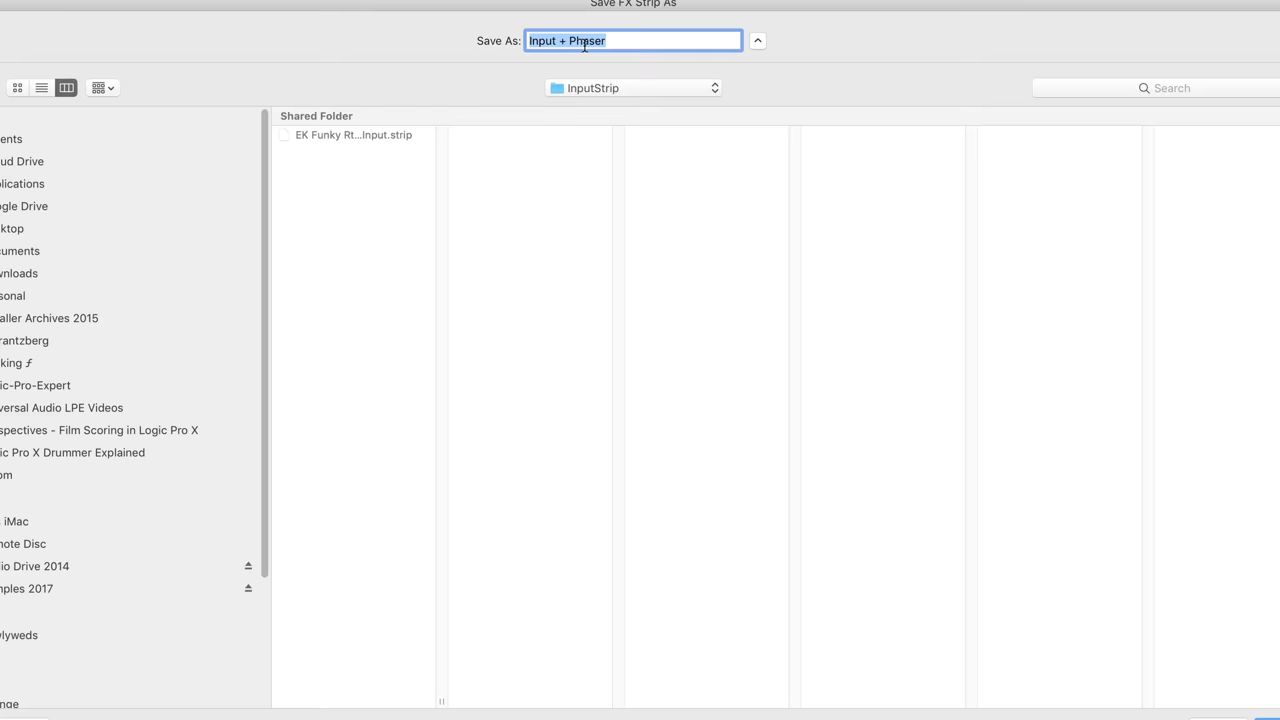 Save FX Strip As
Save As: Input + Phaser
InputStrip
Search
Shared Folder
EK Funky Rt...Input.strip
ents
ud Drive
lications
gle Drive
ktop
cuments
wnloads
sonal
aller Archives 2015
rantzberg
king ƒ
ic-Pro-Expert
versal Audio LPE Videos
spectives - Film Scoring in Logic Pro X
ic Pro X Drummer Explained
om
iMac
note Disc
io Drive 2014
nples 2017
vlyweds
nge